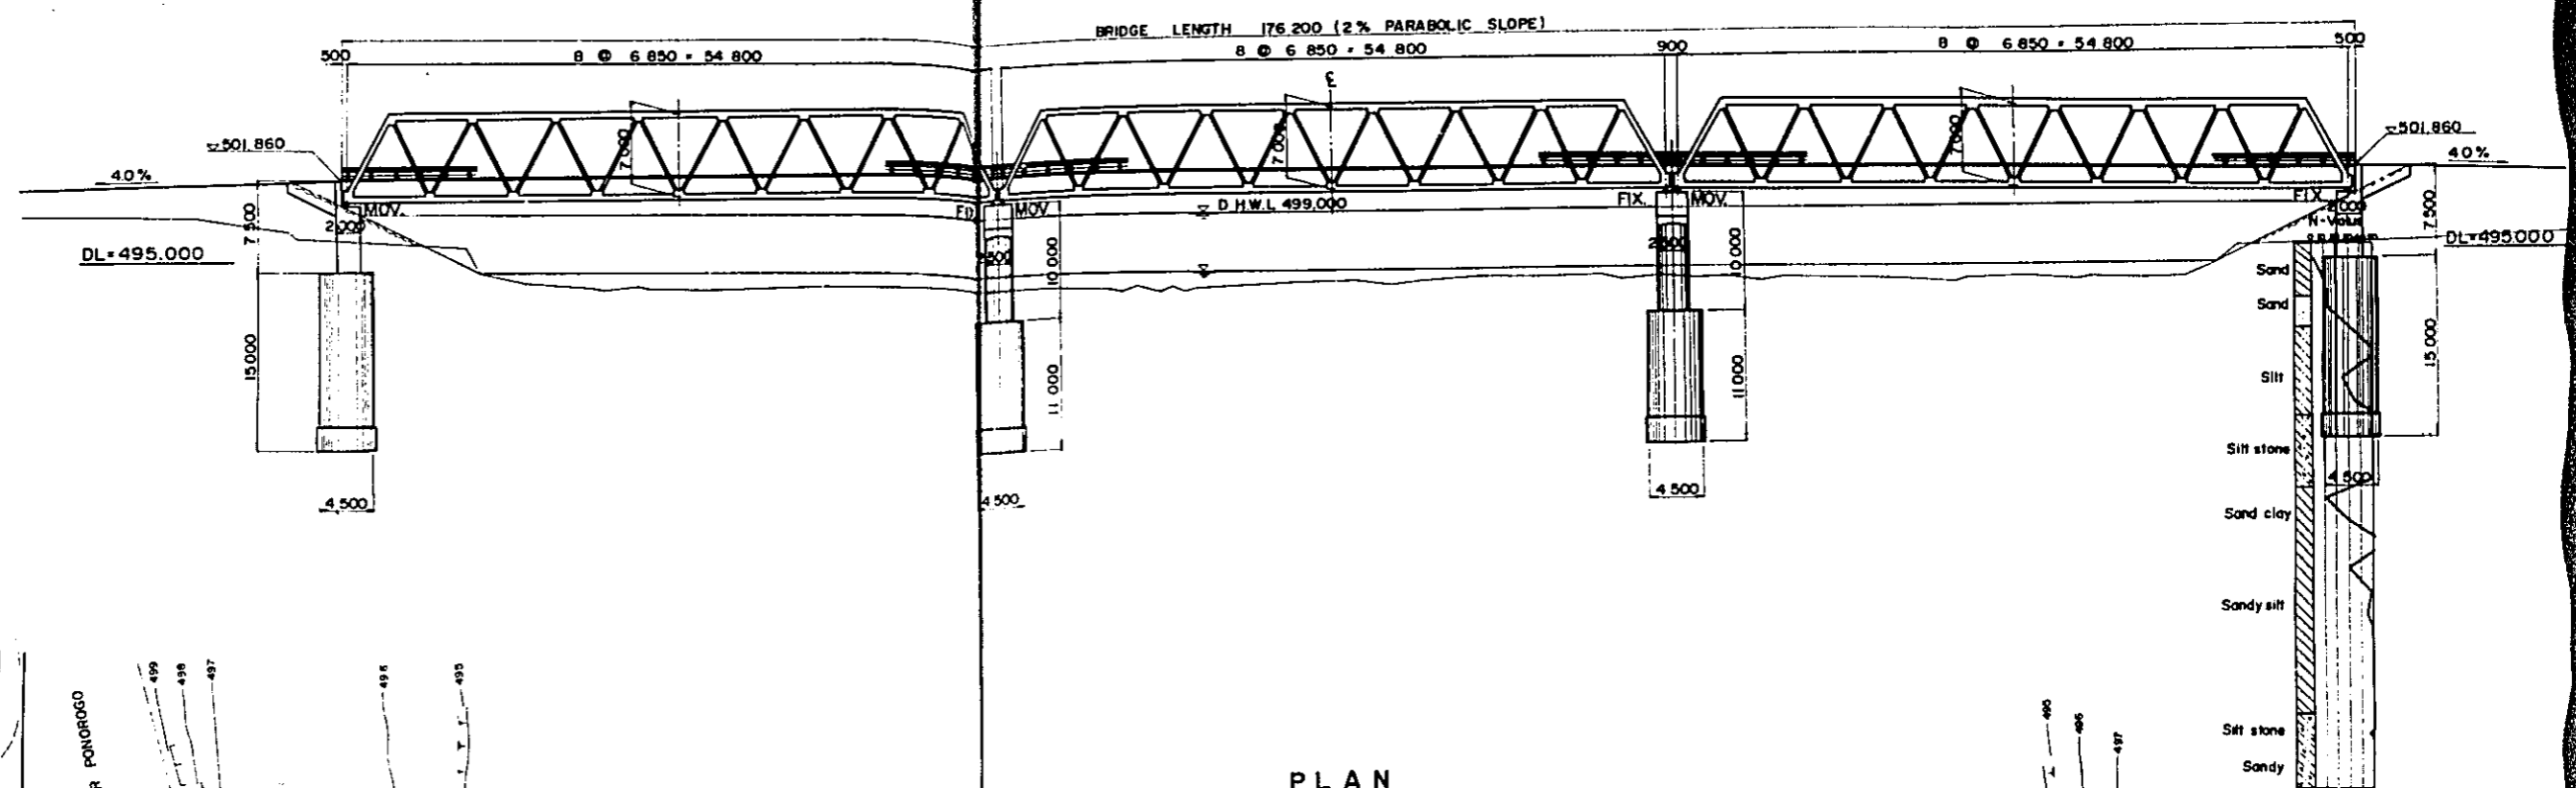 BRIDGE LENGTH 176.200 (2% PARABOLIC SLOPE)
500
8 @ 6 850 = 54 800
8 @ 6 850 = 54 800
900
8 @ 6 850 = 54 800
500
℄
7.000
7.000
7.000
501.860
501.860
4.0%
4.0%
MOV.
MOV
FIX.
MOV.
FIX.
D.H.W.L 499.000
2.000
2.000
N-Value
7.500
7.500
DL=495.000
DL=495.000
10 000
10 000
15 000
15 000
11 000
11 000
4 500
4 500
4 500
4 500
Sand
Sand
Silt
Silt stone
Sand clay
Sandy silt
Silt stone
Sandy
PONOROGO
499
498
497
496
495
495
496
497
PLAN